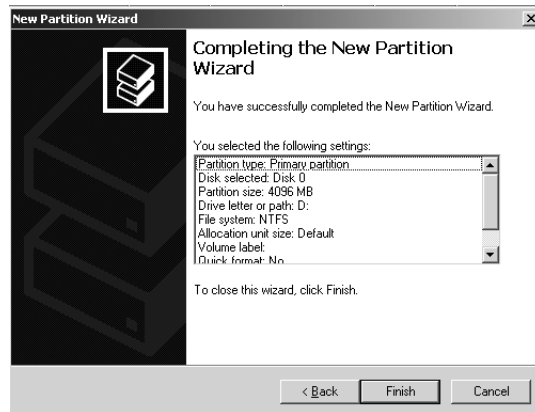 New Partition Wizard
Completing the New Partition
Wizard
You have successfully completed the New Partition Wizard.
You selected the following settings:
Partition type: Primary partition
Disk selected: Disk 0
Partition size: 4096 MB
Drive letter or path: D:
File system: NTFS
Allocation unit size: Default
Volume label:
Quick format: No
To close this wizard, click Finish.
< Back
Finish
Cancel